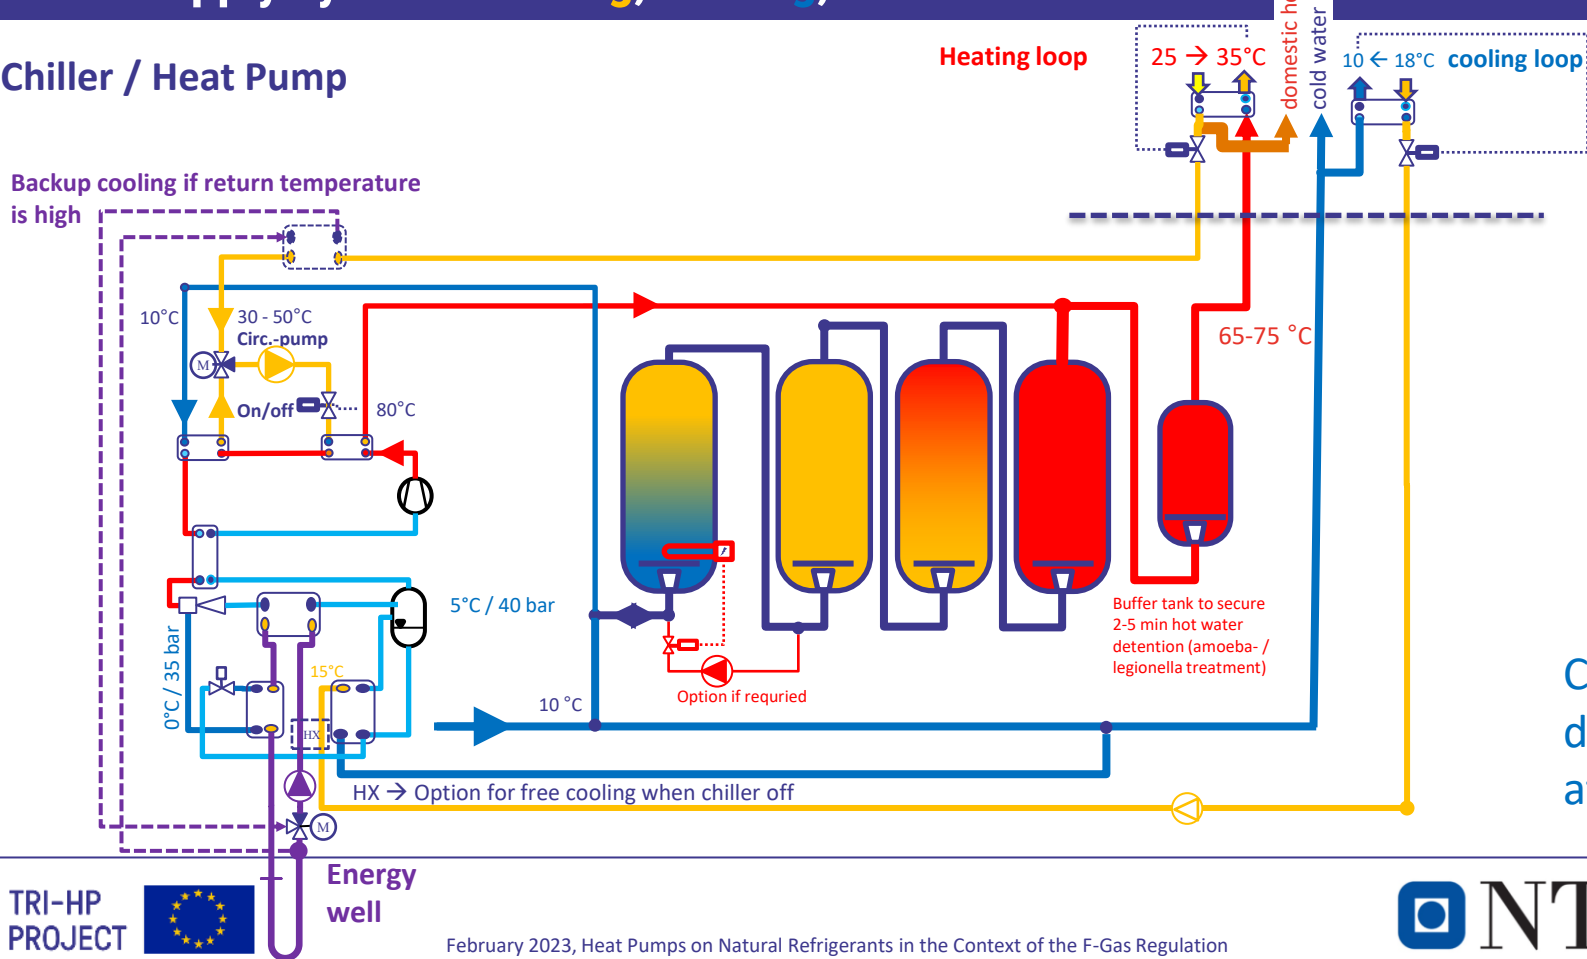 Chiller / Heat Pump
Heating loop
25 → 35°C
cold water
10 ← 18°C
cooling loop
Backup cooling if return temperature
is high
10°C
30 - 50°C
Circ.-pump
M
On/off
80°C
65-75 °C
5°C / 40 bar
0°C / 35 bar
15°C
HX
Buffer tank to secure
2-5 min hot water
detention (amoeba- /
legionella treatment)
Option if requried
10 °C
HX → Option for free cooling when chiller off
M
Energy
well
TRI-HP
PROJECT
February 2023, Heat Pumps on Natural Refrigerants in the Context of the F-Gas Regulation